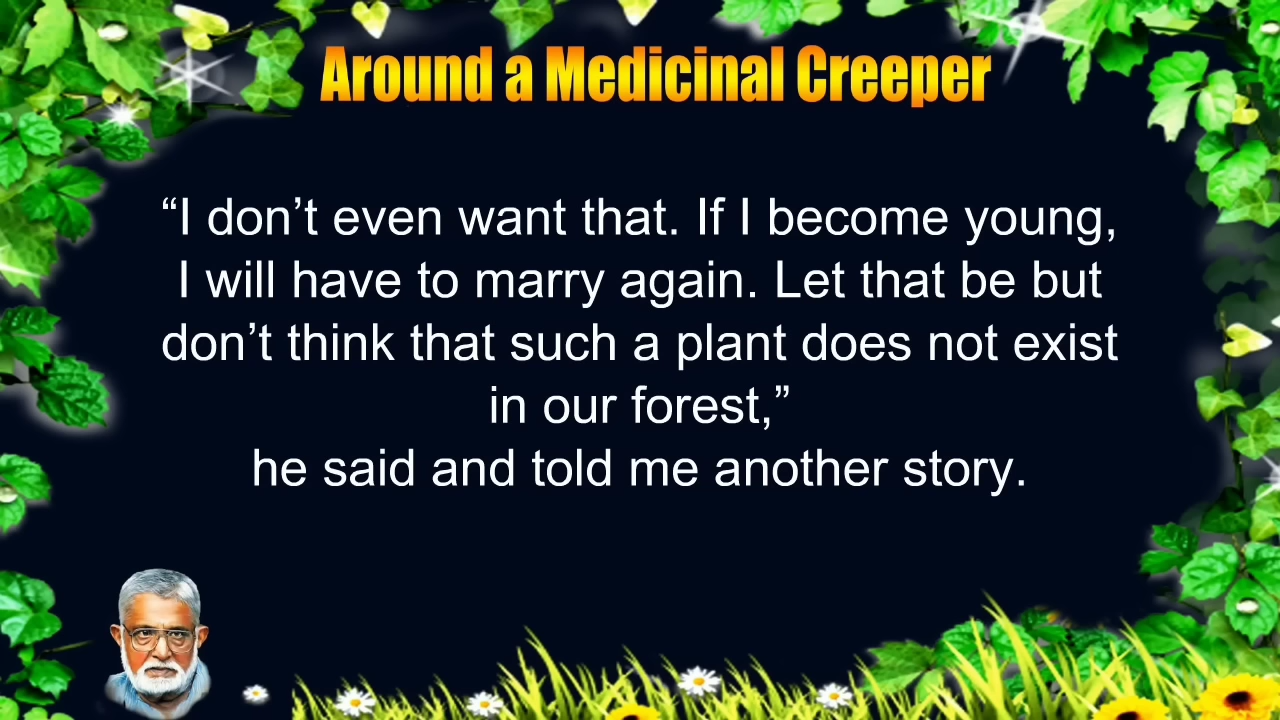 Around a Medicinal Creeper
“I don’t even want that. If I become young,
I will have to marry again. Let that be but
don’t think that such a plant does not exist
in our forest,”
he said and told me another story.